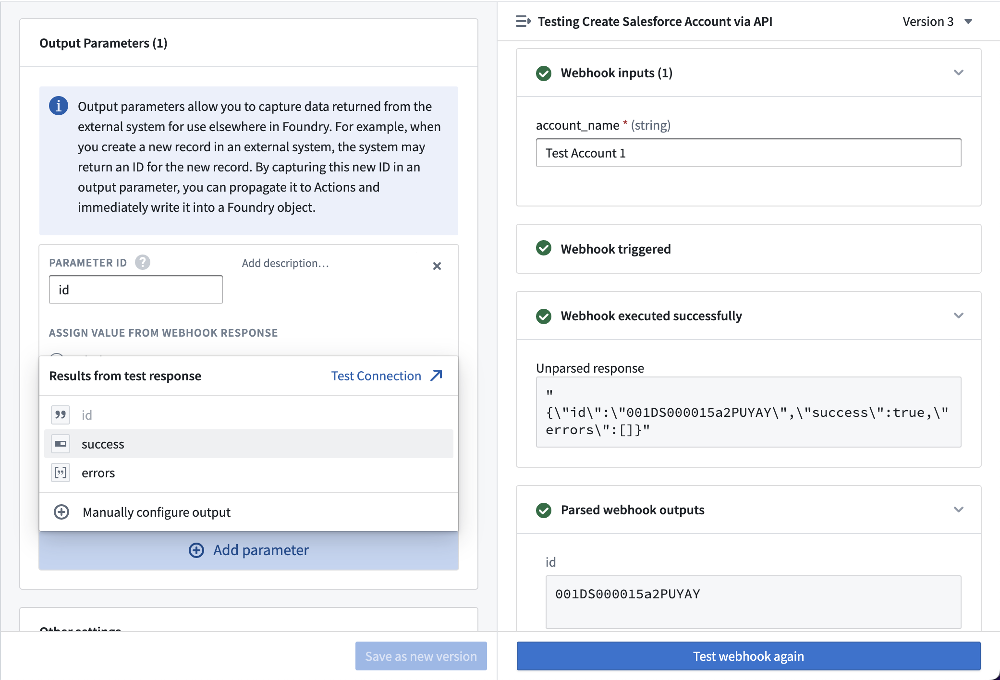 Output Parameters (1)
Output parameters allow you to capture data returned from the
external system for use elsewhere in Foundry. For example, when
you create a new record in an external system, the system may
return an ID for the new record. By capturing this new ID in an
output parameter, you can propagate it to Actions and
immediately write it into a Foundry object.
PARAMETER ID ?
Add description…
id
ASSIGN VALUE FROM WEBHOOK RESPONSE
Results from test response
Test Connection
id
success
errors
Manually configure output
Add parameter
Other settings
Save as new version
Testing Create Salesforce Account via API
Version 3
Webhook inputs (1)
account_name * (string)
Test Account 1
Webhook triggered
Webhook executed successfully
Unparsed response
"
{\"id\":\"001DS000015a2PUYAY\",\"success\":true,\"
errors\":[]}"
Parsed webhook outputs
id
001DS000015a2PUYAY
Test webhook again